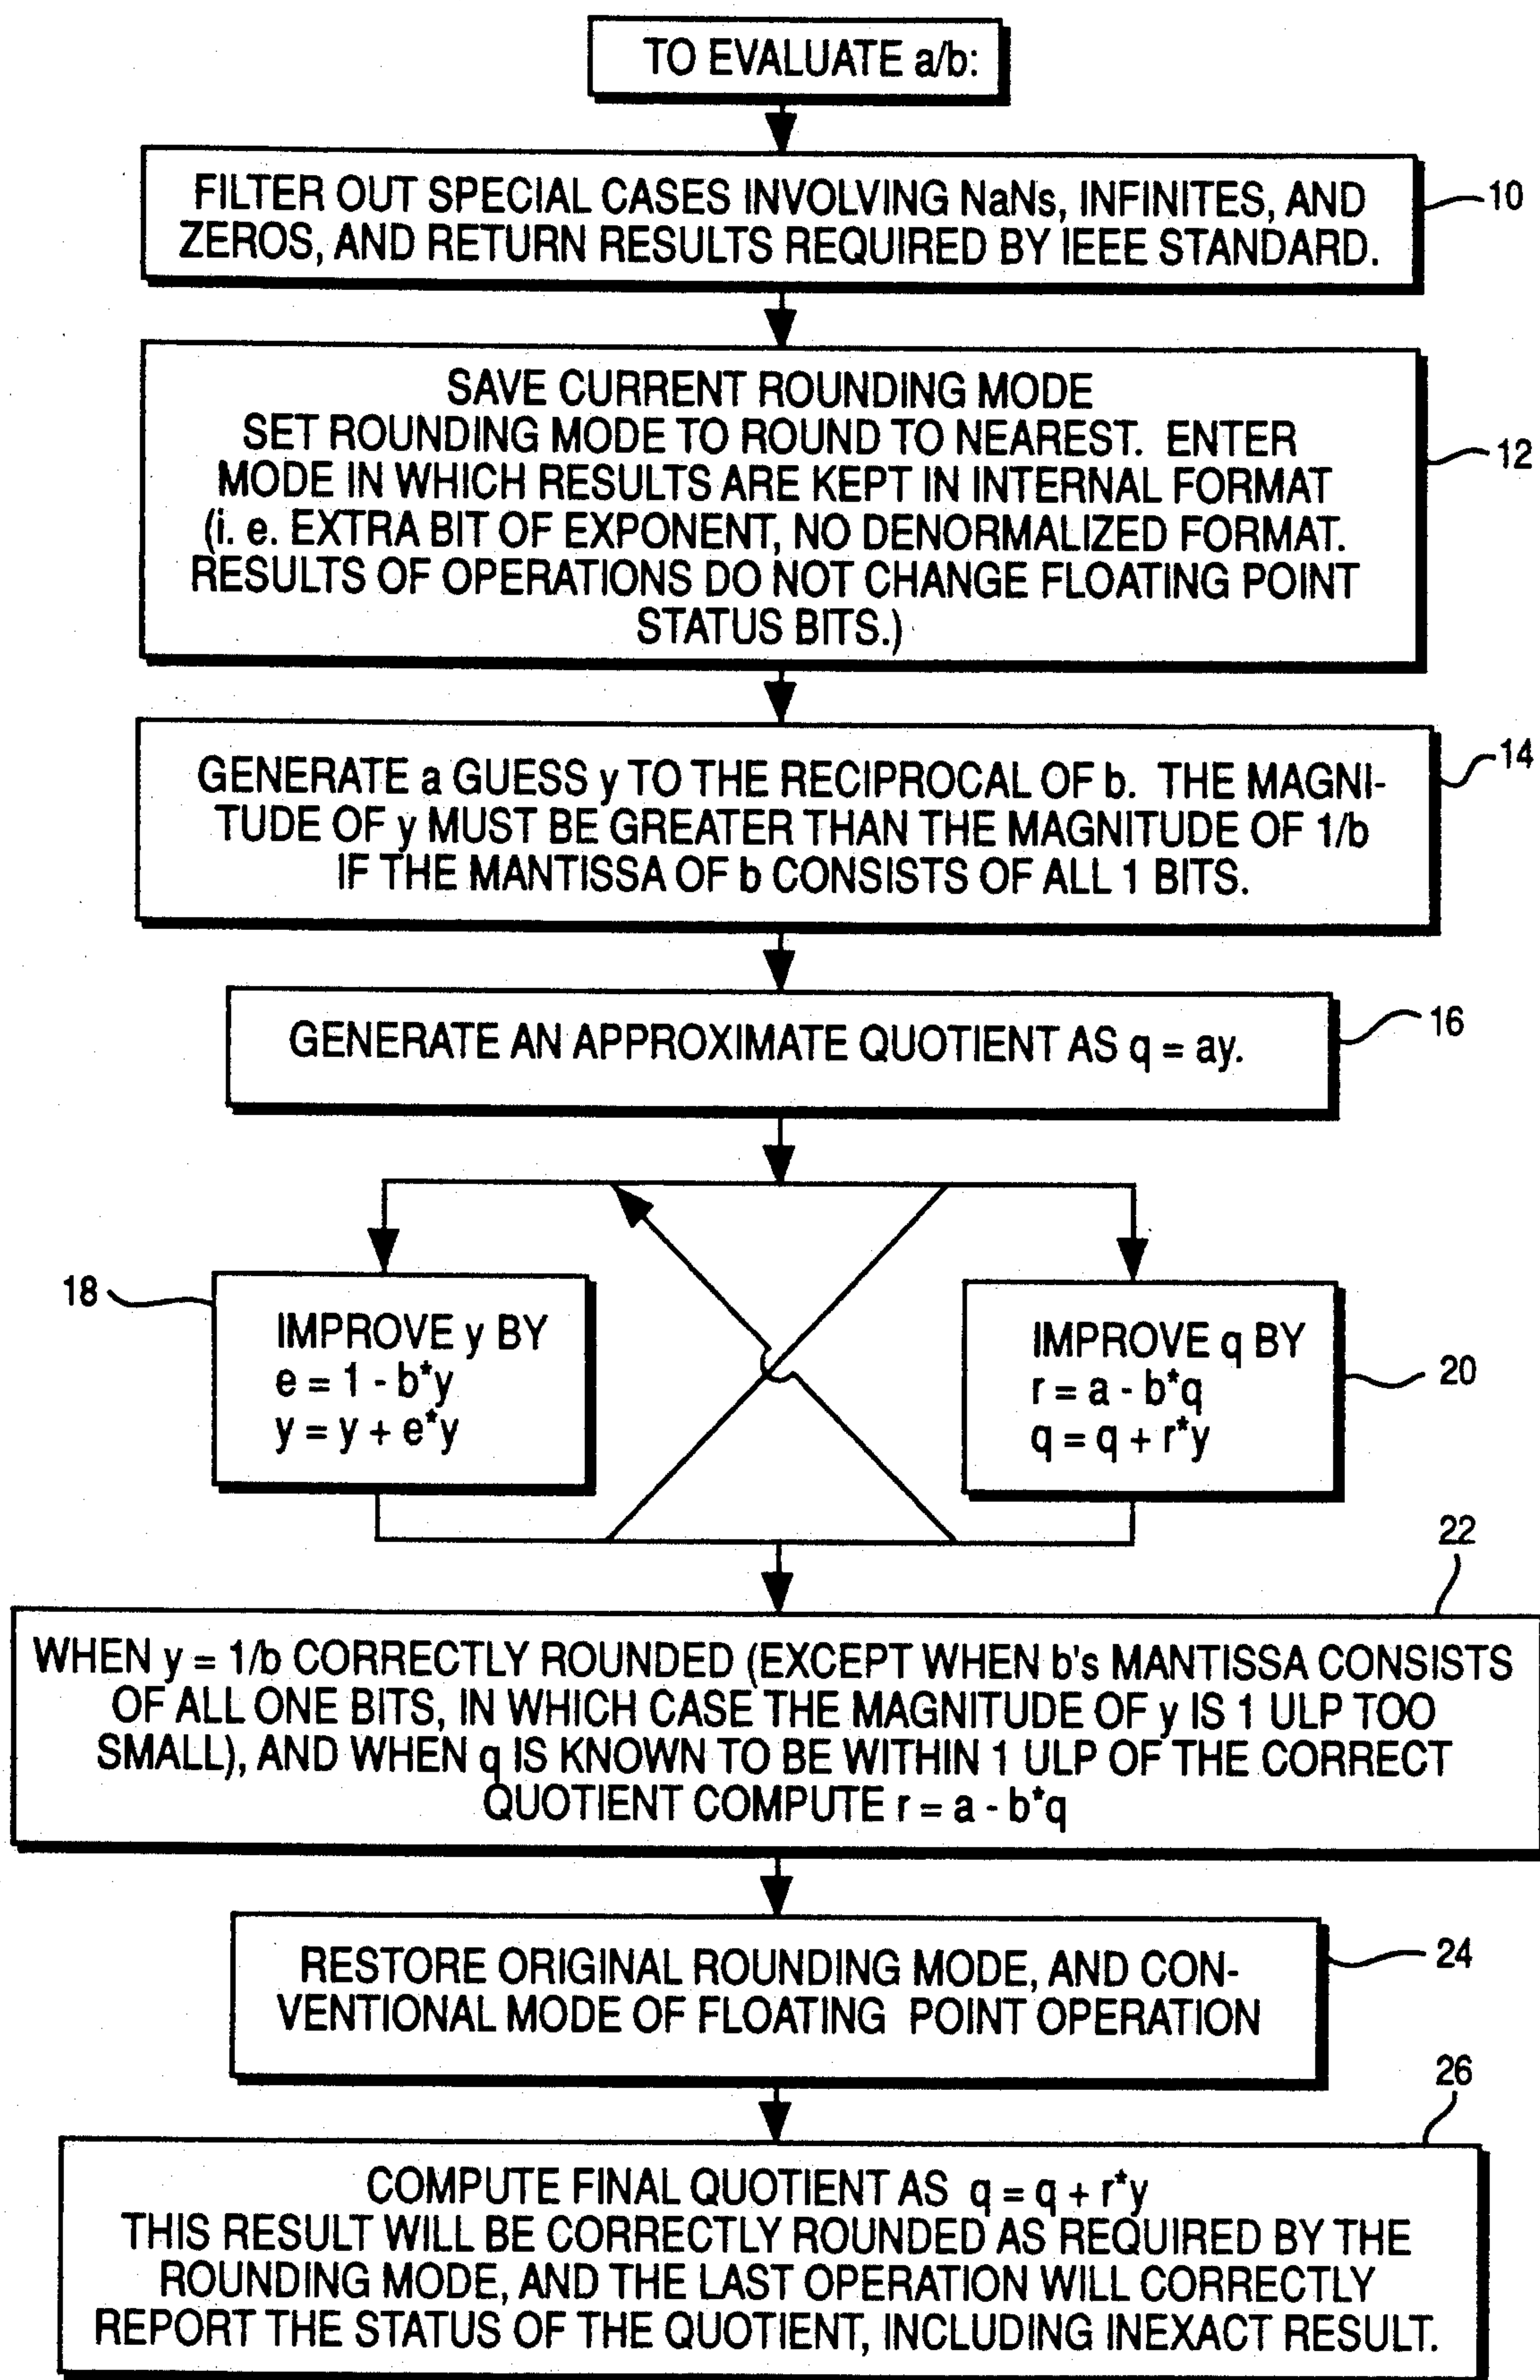 TO EVALUATE a/b:
FILTER OUT SPECIAL CASES INVOLVING NaNs, INFINITES, AND
ZEROS, AND RETURN RESULTS REQUIRED BY IEEE STANDARD.
10
SAVE CURRENT ROUNDING MODE
SET ROUNDING MODE TO ROUND TO NEAREST. ENTER
MODE IN WHICH RESULTS ARE KEPT IN INTERNAL FORMAT
(i. e. EXTRA BIT OF EXPONENT, NO DENORMALIZED FORMAT.
RESULTS OF OPERATIONS DO NOT CHANGE FLOATING POINT
STATUS BITS.)
12
GENERATE a GUESS y TO THE RECIPROCAL OF b. THE MAGNI-
TUDE OF y MUST BE GREATER THAN THE MAGNITUDE OF 1/b
IF THE MANTISSA OF b CONSISTS OF ALL 1 BITS.
14
GENERATE AN APPROXIMATE QUOTIENT AS q = ay.
16
18
IMPROVE y BY
e = 1 - b*y
y = y + e*y
IMPROVE q BY
r = a - b*q
q = q + r*y
20
22
WHEN y = 1/b CORRECTLY ROUNDED (EXCEPT WHEN b's MANTISSA CONSISTS
OF ALL ONE BITS, IN WHICH CASE THE MAGNITUDE OF y IS 1 ULP TOO
SMALL), AND WHEN q IS KNOWN TO BE WITHIN 1 ULP OF THE CORRECT
QUOTIENT COMPUTE r = a - b*q
RESTORE ORIGINAL ROUNDING MODE, AND CON-
VENTIONAL MODE OF FLOATING POINT OPERATION
24
26
COMPUTE FINAL QUOTIENT AS q = q + r*y
THIS RESULT WILL BE CORRECTLY ROUNDED AS REQUIRED BY THE
ROUNDING MODE, AND THE LAST OPERATION WILL CORRECTLY
REPORT THE STATUS OF THE QUOTIENT, INCLUDING INEXACT RESULT.